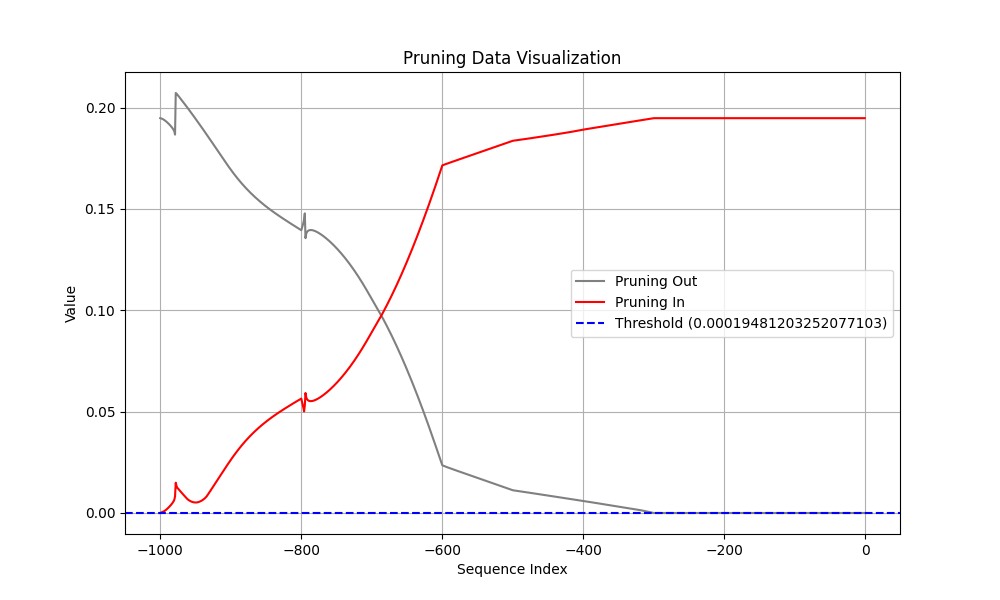 Pruning Data Visualization
0.20
0.15
0.10
0.05
0.00
Value
Pruning Out
Pruning In
Threshold (0.00019481203252077103)
−1000
−800
−600
−400
−200
0
Sequence Index